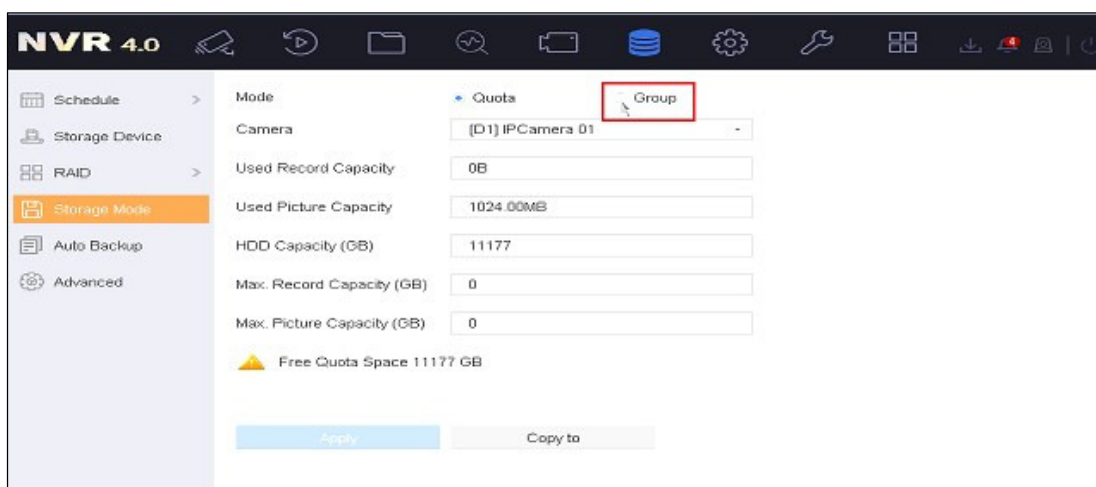 NVR 4.0
4
Schedule >
Storage Device
RAID >
Storage Mode
Auto Backup
Advanced
Mode Quota Group
Camera [D1] IPCamera 01
Used Record Capacity 0B
Used Picture Capacity 1024.00MB
HDD Capacity (GB) 11177
Max. Record Capacity (GB) 0
Max. Picture Capacity (GB) 0
Free Quota Space 11177 GB
Apply Copy to